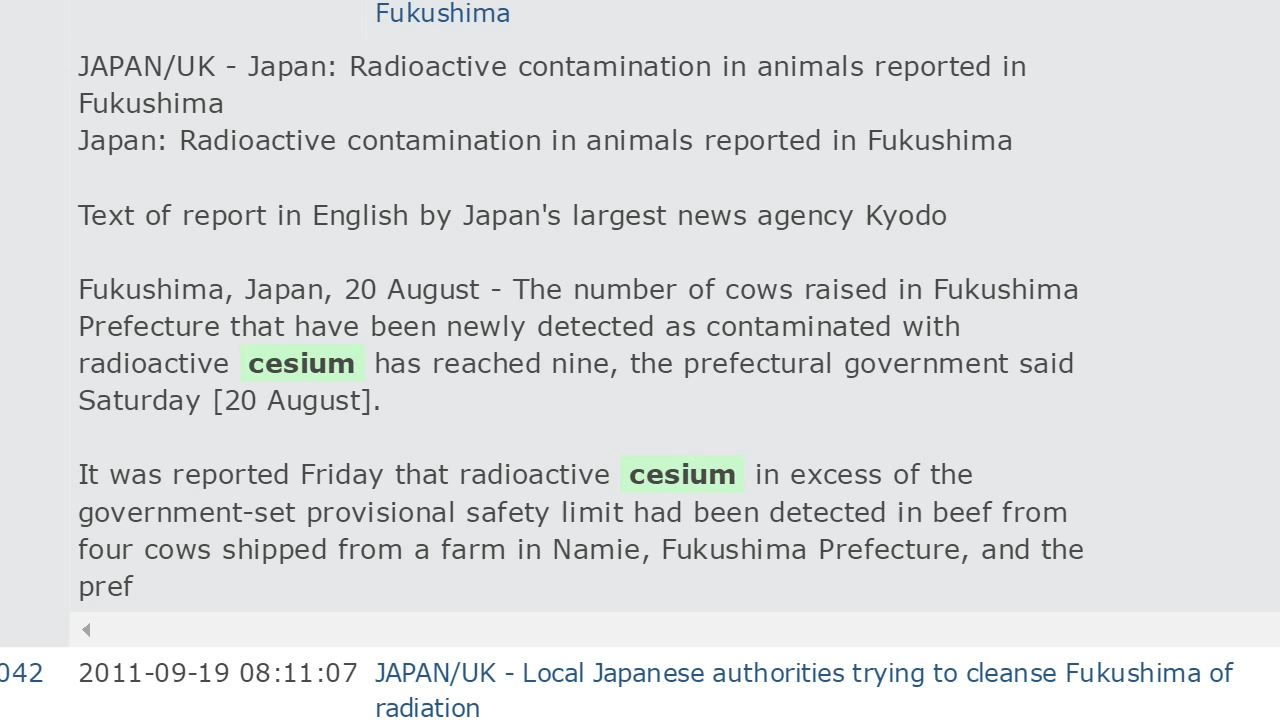 Fukushima
JAPAN/UK - Japan: Radioactive contamination in animals reported in
Fukushima
Japan: Radioactive contamination in animals reported in Fukushima
Text of report in English by Japan's largest news agency Kyodo
Fukushima, Japan, 20 August - The number of cows raised in Fukushima
Prefecture that have been newly detected as contaminated with
radioactive cesium has reached nine, the prefectural government said
Saturday [20 August].
It was reported Friday that radioactive cesium in excess of the
government-set provisional safety limit had been detected in beef from
four cows shipped from a farm in Namie, Fukushima Prefecture, and the
pref
042 2011-09-19 08:11:07 JAPAN/UK - Local Japanese authorities trying to cleanse Fukushima of
radiation